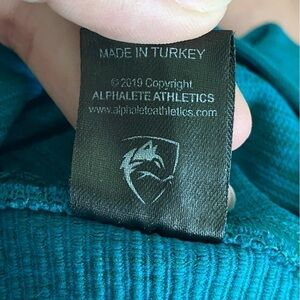 MADE IN TURKEY
© 2019 Copyright
ALPHALETE ATHLETICS
www.alphaleteathletics.com